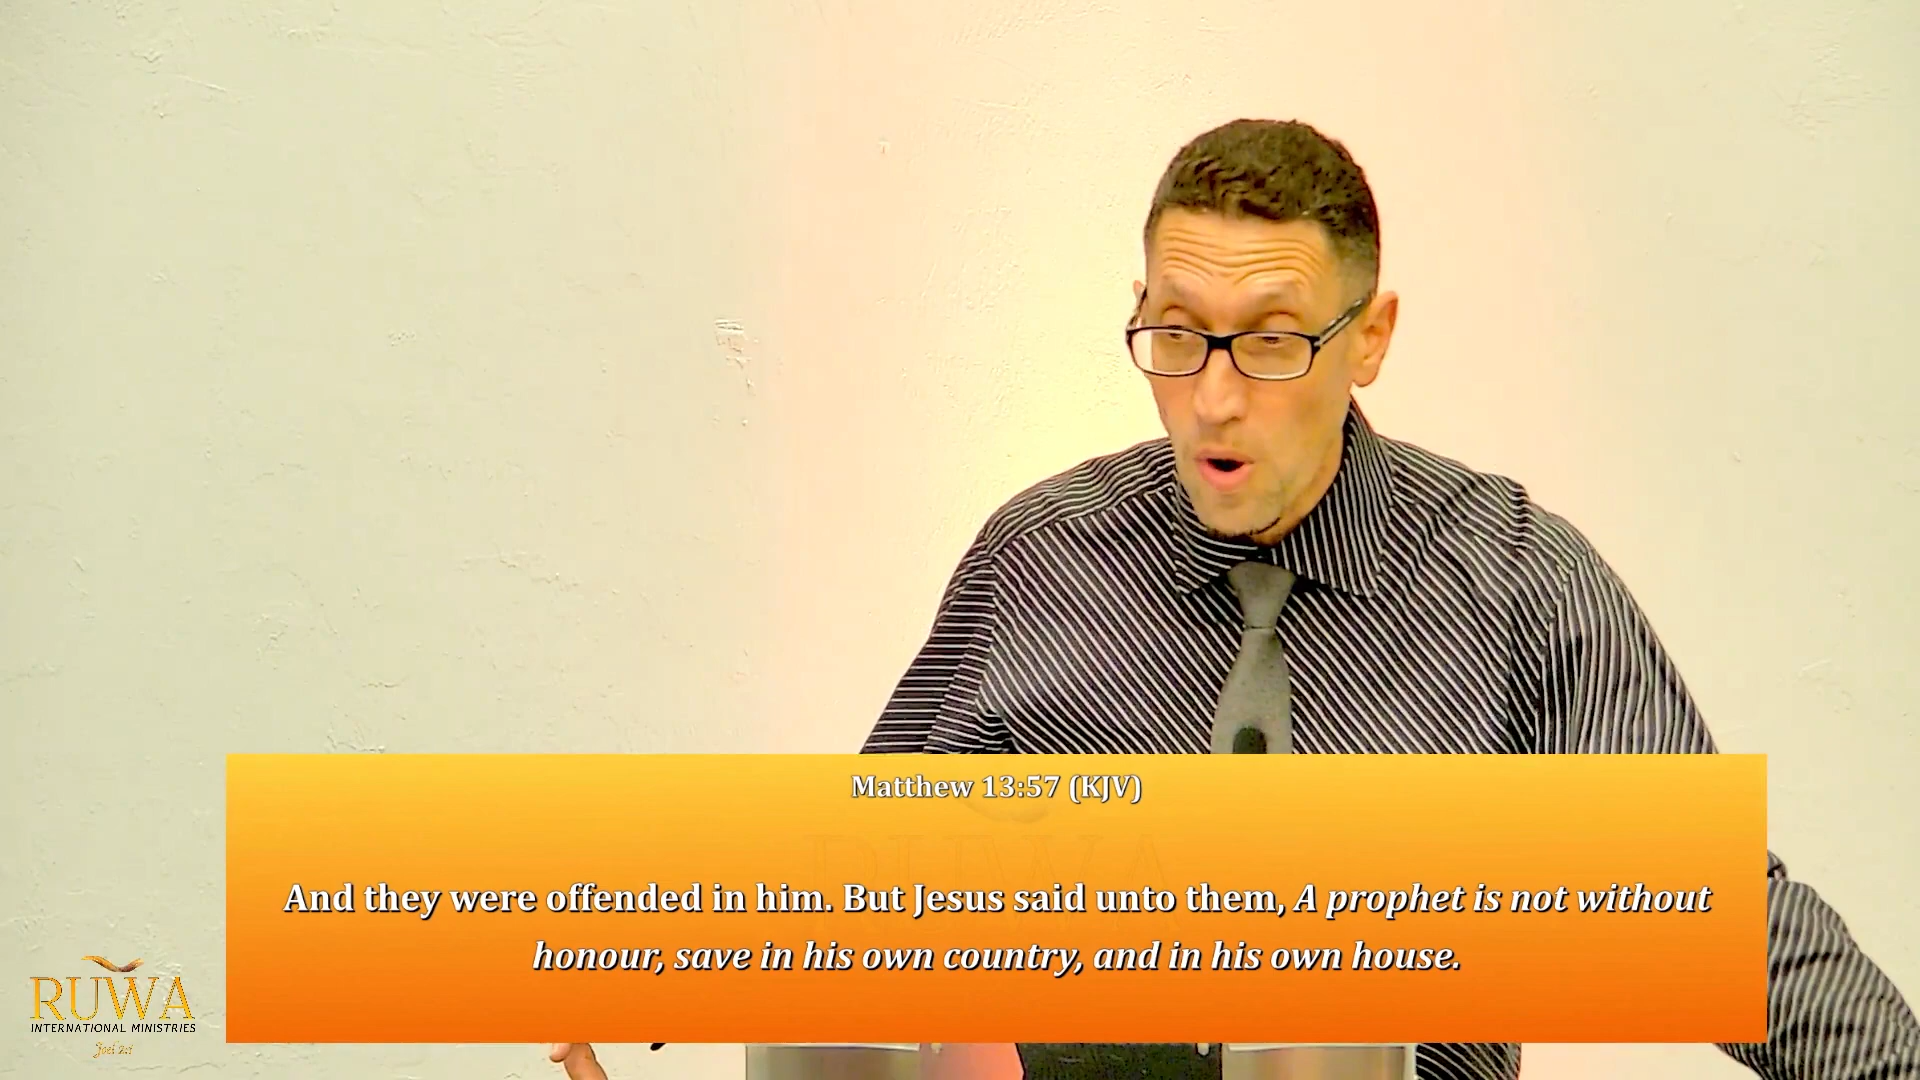 Matthew 13:57 (KJV)
And they were offended in him. But Jesus said unto them, A prophet is not without
honour, save in his own country, and in his own house.
RUWA
RUWA
INTERNATIONAL MINISTRIES
Joel 2:1